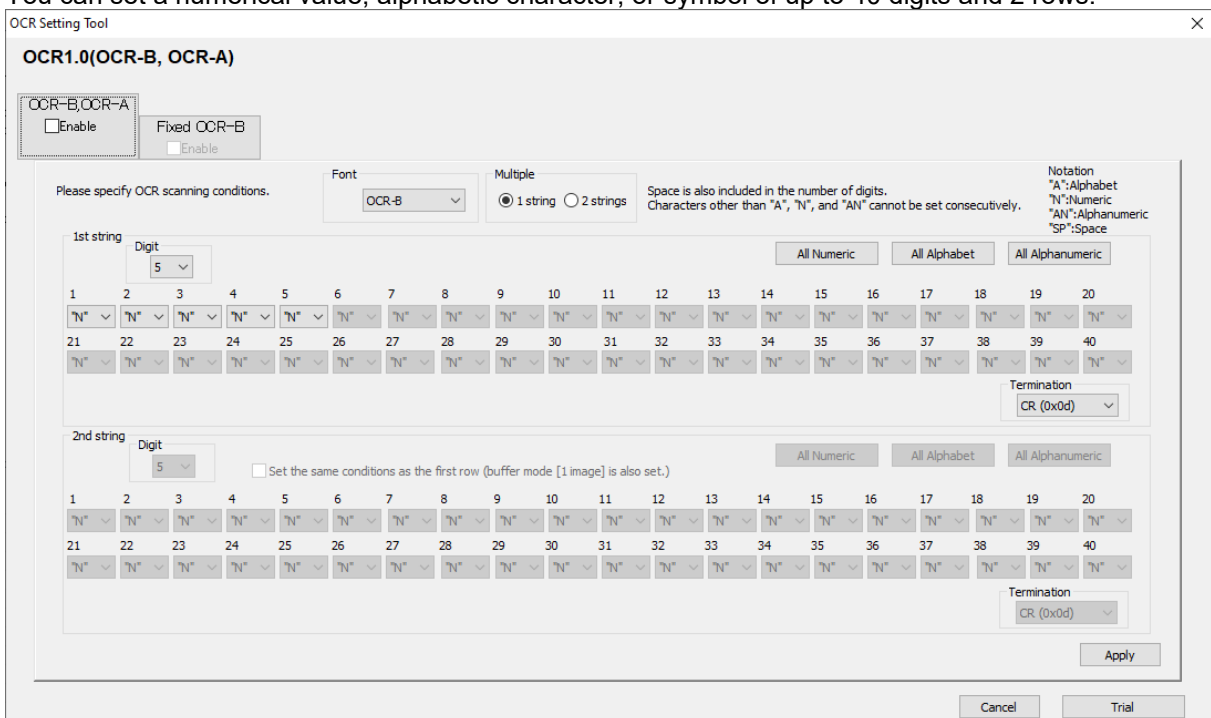 You can set a numerical value, alphabetic character, or symbol of up to 40 digits and 2 rows.
OCR Setting Tool
OCR1.0(OCR-B, OCR-A)
OCR-B,OCR-A
Enable
Fixed OCR-B
Enable
Please specify OCR scanning conditions.
Font
OCR-B
Multiple
1 string 2 strings
Space is also included in the number of digits.
Characters other than "A", "N", and "AN" cannot be set consecutively.
Notation
"A":Alphabet
"N":Numeric
"AN":Alphanumeric
"SP":Space
1st string
Digit
5
All Numeric All Alphabet All Alphanumeric
1 2 3 4 5 6 7 8 9 10 11 12 13 14 15 16 17 18 19 20
"N" "N" "N" "N" "N" "N" "N" "N" "N" "N" "N" "N" "N" "N" "N" "N" "N" "N" "N" "N"
21 22 23 24 25 26 27 28 29 30 31 32 33 34 35 36 37 38 39 40
"N" "N" "N" "N" "N" "N" "N" "N" "N" "N" "N" "N" "N" "N" "N" "N" "N" "N" "N" "N"
Termination
CR (0x0d)
2nd string
Digit
5
Set the same conditions as the first row (buffer mode [1 image] is also set.)
All Numeric All Alphabet All Alphanumeric
1 2 3 4 5 6 7 8 9 10 11 12 13 14 15 16 17 18 19 20
"N" "N" "N" "N" "N" "N" "N" "N" "N" "N" "N" "N" "N" "N" "N" "N" "N" "N" "N" "N"
21 22 23 24 25 26 27 28 29 30 31 32 33 34 35 36 37 38 39 40
"N" "N" "N" "N" "N" "N" "N" "N" "N" "N" "N" "N" "N" "N" "N" "N" "N" "N" "N" "N"
Termination
CR (0x0d)
Apply
Cancel Trial